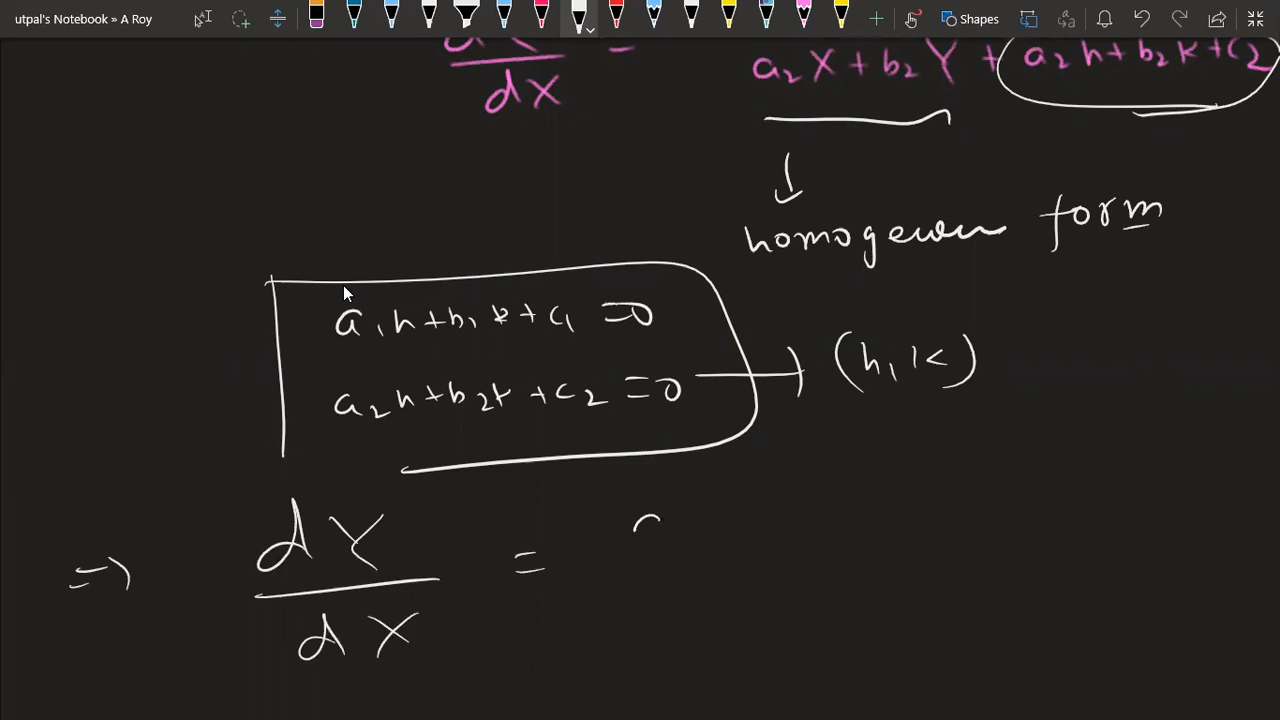 utpal's Notebook » A Roy
Shapes
dY/dX = a2X + b2Y + a2h+b2k+c2
homogeneous form
a1h+b1k+c1 =0
a2h+b2k+c2 =0 → (h, k)
⇒ dY/dX =